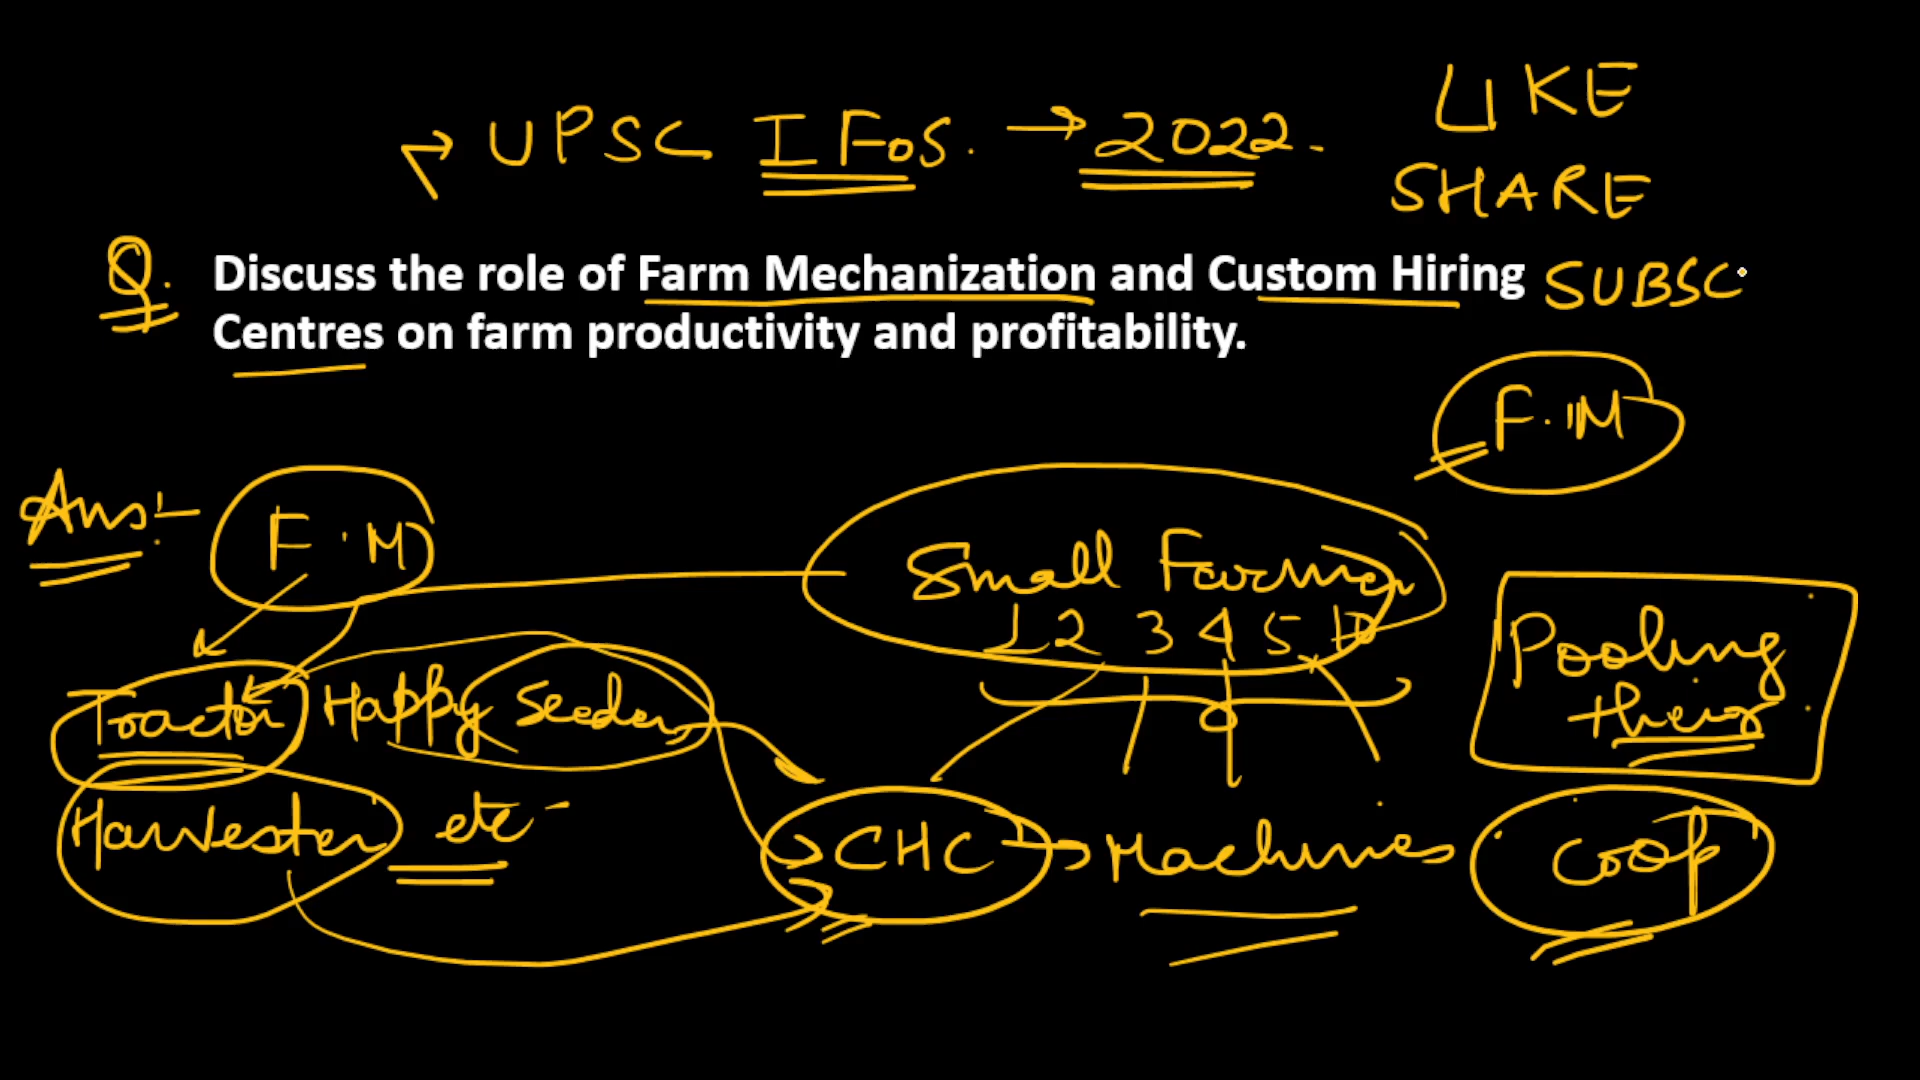 UPSC IFoS. → 2022.
LIKE
SHARE
SUBSC
Q. Discuss the role of Farm Mechanization and Custom Hiring
Centres on farm productivity and profitability.
F.M
Ans:-
F.M
Small Farmer
1 2 3 4 5 10
Pooling
their
Tractor Happy Seeder
Harvester etc-
CHC → Machines
Coop